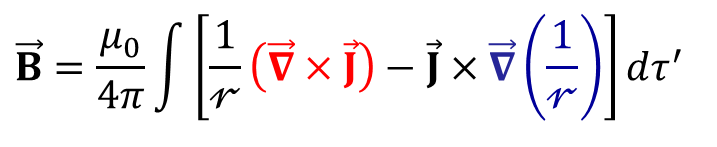 B⃗ = μ₀/4π ∫ [ 1/𝓇 (∇⃗ × J⃗) − J⃗ × ∇⃗ (1/𝓇) ] dτ′